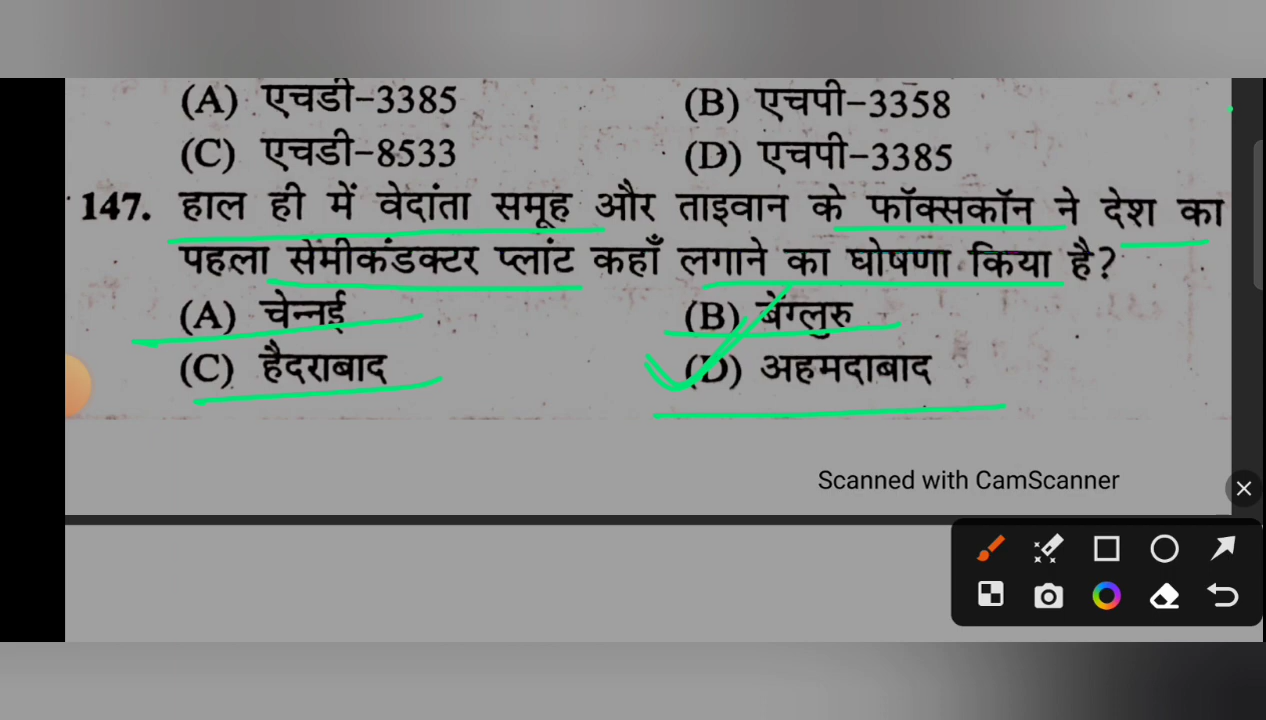 (A) एचडी-3385 (B) एचपी-3358
(C) एचडी-8533 (D) एचपी-3385
147. हाल ही में वेदांता समूह और ताइवान के फॉक्सकॉन ने देश का
पहला सेमीकंडक्टर प्लांट कहाँ लगाने का घोषणा किया है?
(A) चेन्नई (B) बेंग्लुरु
(C) हैदराबाद (D) अहमदाबाद
Scanned with CamScanner